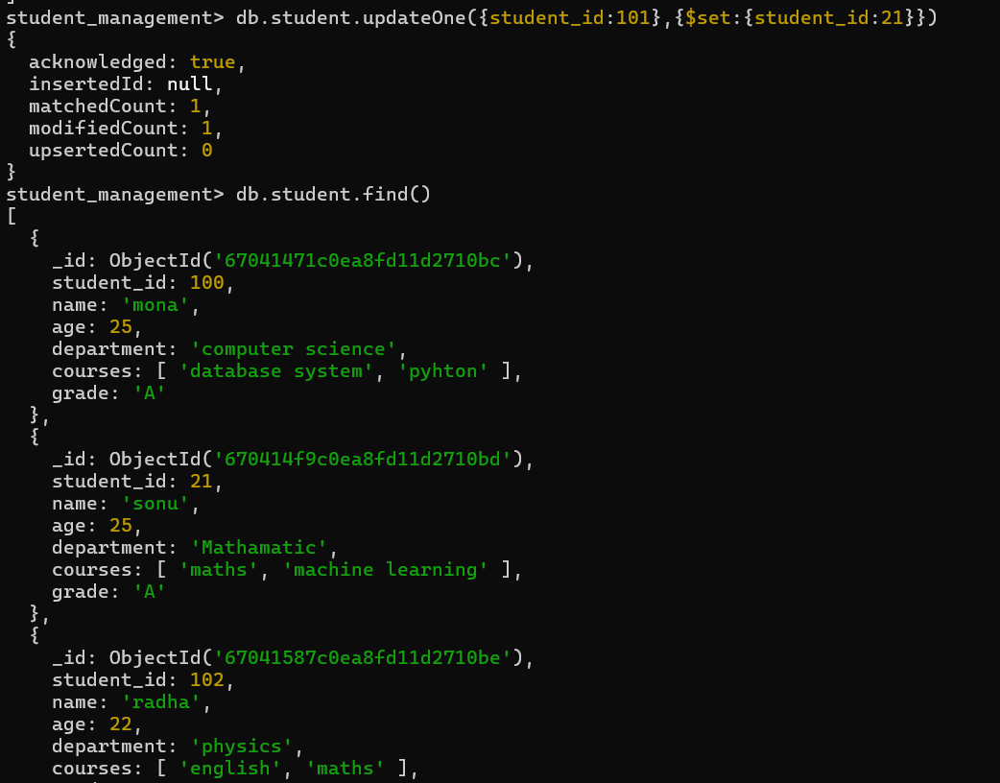 student_management> db.student.updateOne({student_id:101},{$set:{student_id:21}})
{
  acknowledged: true,
  insertedId: null,
  matchedCount: 1,
  modifiedCount: 1,
  upsertedCount: 0
}
student_management> db.student.find()
[
  {
    _id: ObjectId('67041471c0ea8fd11d2710bc'),
    student_id: 100,
    name: 'mona',
    age: 25,
    department: 'computer science',
    courses: [ 'database system', 'pyhton' ],
    grade: 'A'
  },
  {
    _id: ObjectId('670414f9c0ea8fd11d2710bd'),
    student_id: 21,
    name: 'sonu',
    age: 25,
    department: 'Mathamatic',
    courses: [ 'maths', 'machine learning' ],
    grade: 'A'
  },
  {
    _id: ObjectId('67041587c0ea8fd11d2710be'),
    student_id: 102,
    name: 'radha',
    age: 22,
    department: 'physics',
    courses: [ 'english', 'maths' ],